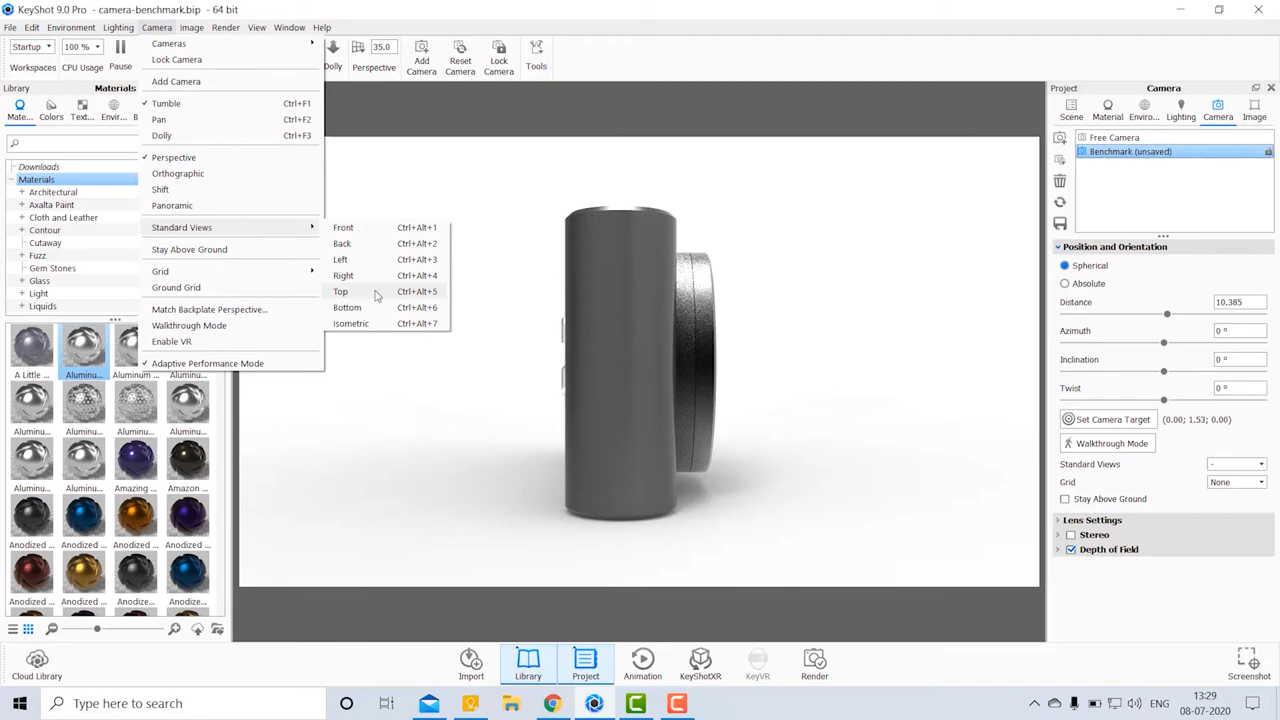 KeyShot 9.0 Pro - camera-benchmark.bip - 64 bit
File Edit Environment Lighting Camera Image Render View Window Help
Startup 100 % 35.0
Workspaces CPU Usage Pause Dolly Perspective Add Camera Reset Camera Lock Camera Tools
Library Materials
Mate... Colors Text... Envir...
Downloads
Materials
Architectural
Axalta Paint
Cloth and Leather
Contour
Cutaway
Fuzz
Gem Stones
Glass
Light
Liquids
A Little ... Aluminu... Aluminum
Aluminu... Aluminu... Aluminu... Aluminu...
Aluminu... Aluminu... Amazing ... Amazon ...
Anodized ... Anodize... Anodized ... Anodized ...
Anodized ... Anodized ... Anodize... Anodized ...
Cameras
Lock Camera
Add Camera
Tumble Ctrl+F1
Pan Ctrl+F2
Dolly Ctrl+F3
Perspective
Orthographic
Shift
Panoramic
Standard Views
Stay Above Ground
Grid
Ground Grid
Match Backplate Perspective...
Walkthrough Mode
Enable VR
Adaptive Performance Mode
Front Ctrl+Alt+1
Back Ctrl+Alt+2
Left Ctrl+Alt+3
Right Ctrl+Alt+4
Top Ctrl+Alt+5
Bottom Ctrl+Alt+6
Isometric Ctrl+Alt+7
Project Camera
Scene Material Enviro... Lighting Camera Image
Free Camera
Benchmark (unsaved)
Position and Orientation
Spherical
Absolute
Distance 10.385
Azimuth 0 °
Inclination 0 °
Twist 0 °
Set Camera Target (0.00; 1.53; 0.00)
Walkthrough Mode
Standard Views -
Grid None
Stay Above Ground
Lens Settings
Stereo
Depth of Field
Cloud Library Import Library Project Animation KeyShotXR KeyVR Render Screenshot
Type here to search
ENG
13:29
08-07-2020